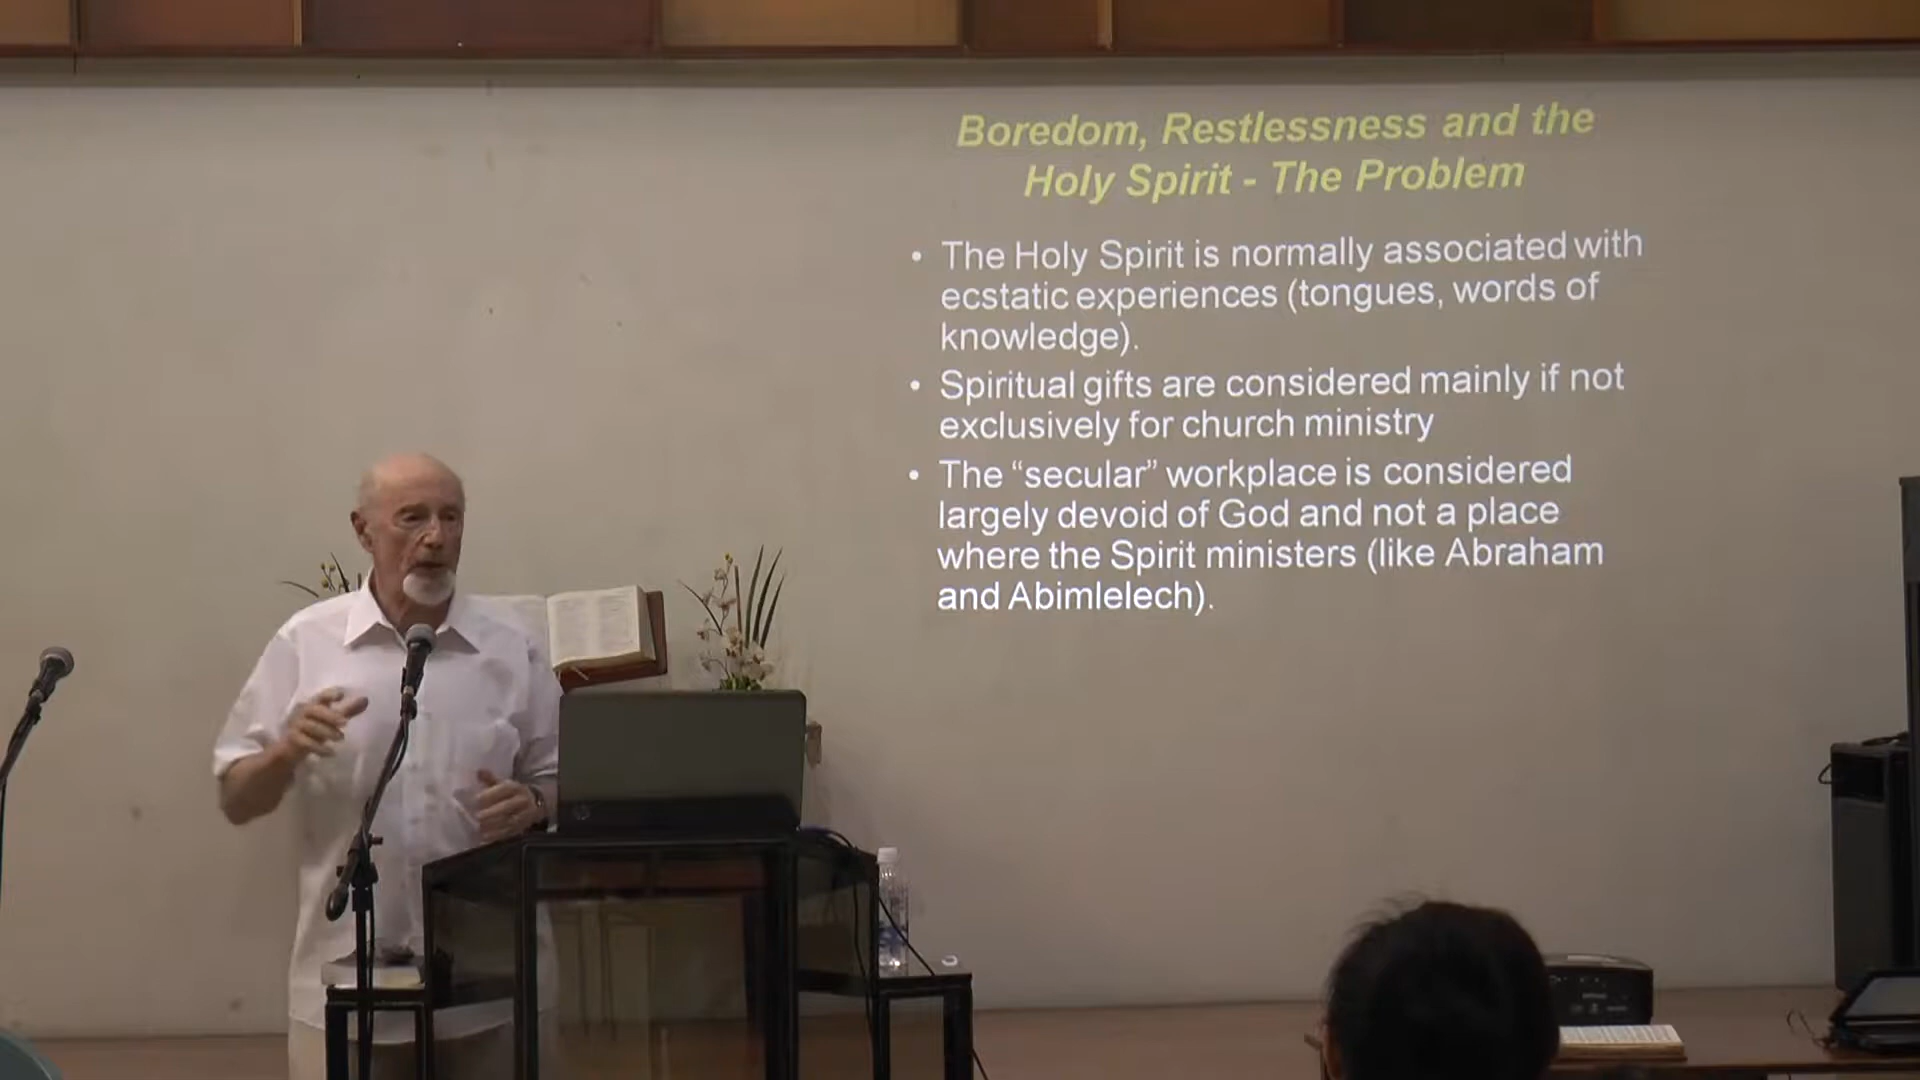 Boredom, Restlessness and the
Holy Spirit - The Problem
• The Holy Spirit is normally associated with
ecstatic experiences (tongues, words of
knowledge).
• Spiritual gifts are considered mainly if not
exclusively for church ministry
• The “secular” workplace is considered
largely devoid of God and not a place
where the Spirit ministers (like Abraham
and Abimlelech).